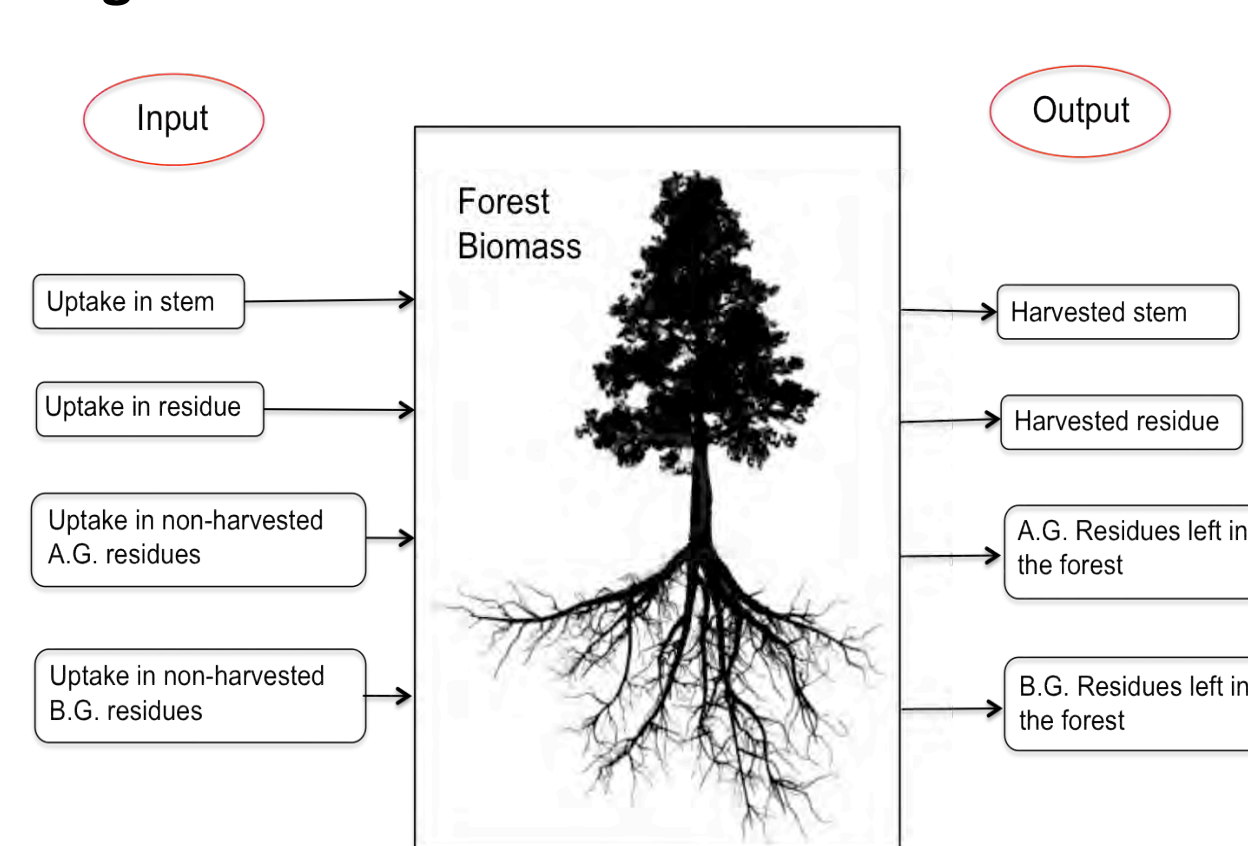 Input
Output
Forest
Biomass
Uptake in stem
Harvested stem
Uptake in residue
Harvested residue
Uptake in non-harvested
A.G. residues
A.G. Residues left in
the forest
Uptake in non-harvested
B.G. residues
B.G. Residues left in
the forest